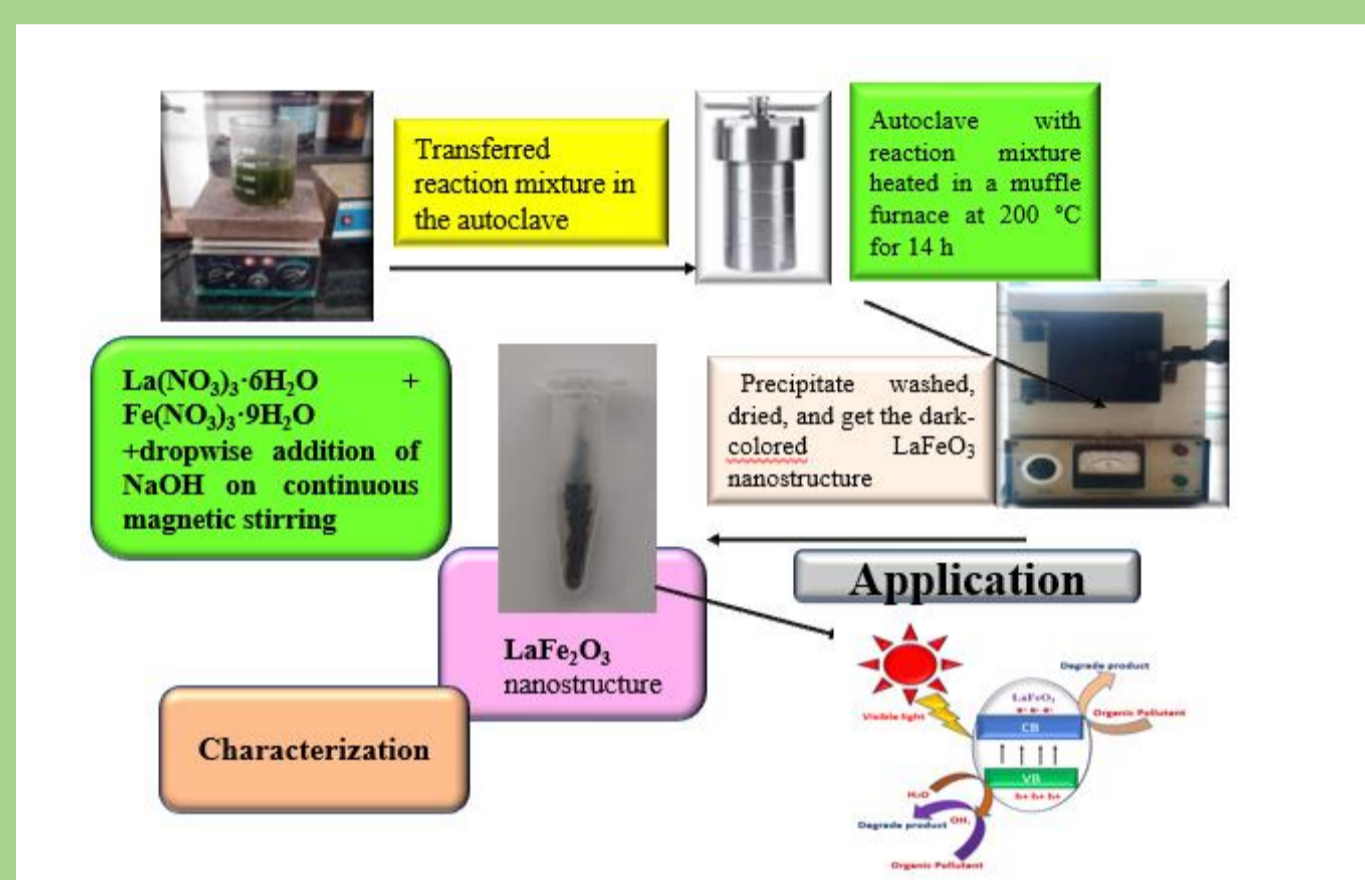 Transferred
reaction mixture in
the autoclave
Autoclave with
reaction mixture
heated in a muffle
furnace at 200 °C
for 14 h
La(NO₃)₃·6H₂O +
Fe(NO₃)₃·9H₂O
+dropwise addition of
NaOH on continuous
magnetic stirring
Precipitate washed,
dried, and get the dark-
colored LaFeO₃
nanostructure
LaFe₂O₃
nanostructure
Characterization
Application
Visible light
LaFeO₃
e- e- e-
CB
VB
h+ h+ h+
Degrade product
Organic Pollutant
H₂O
Degrade product
Organic Pollutant